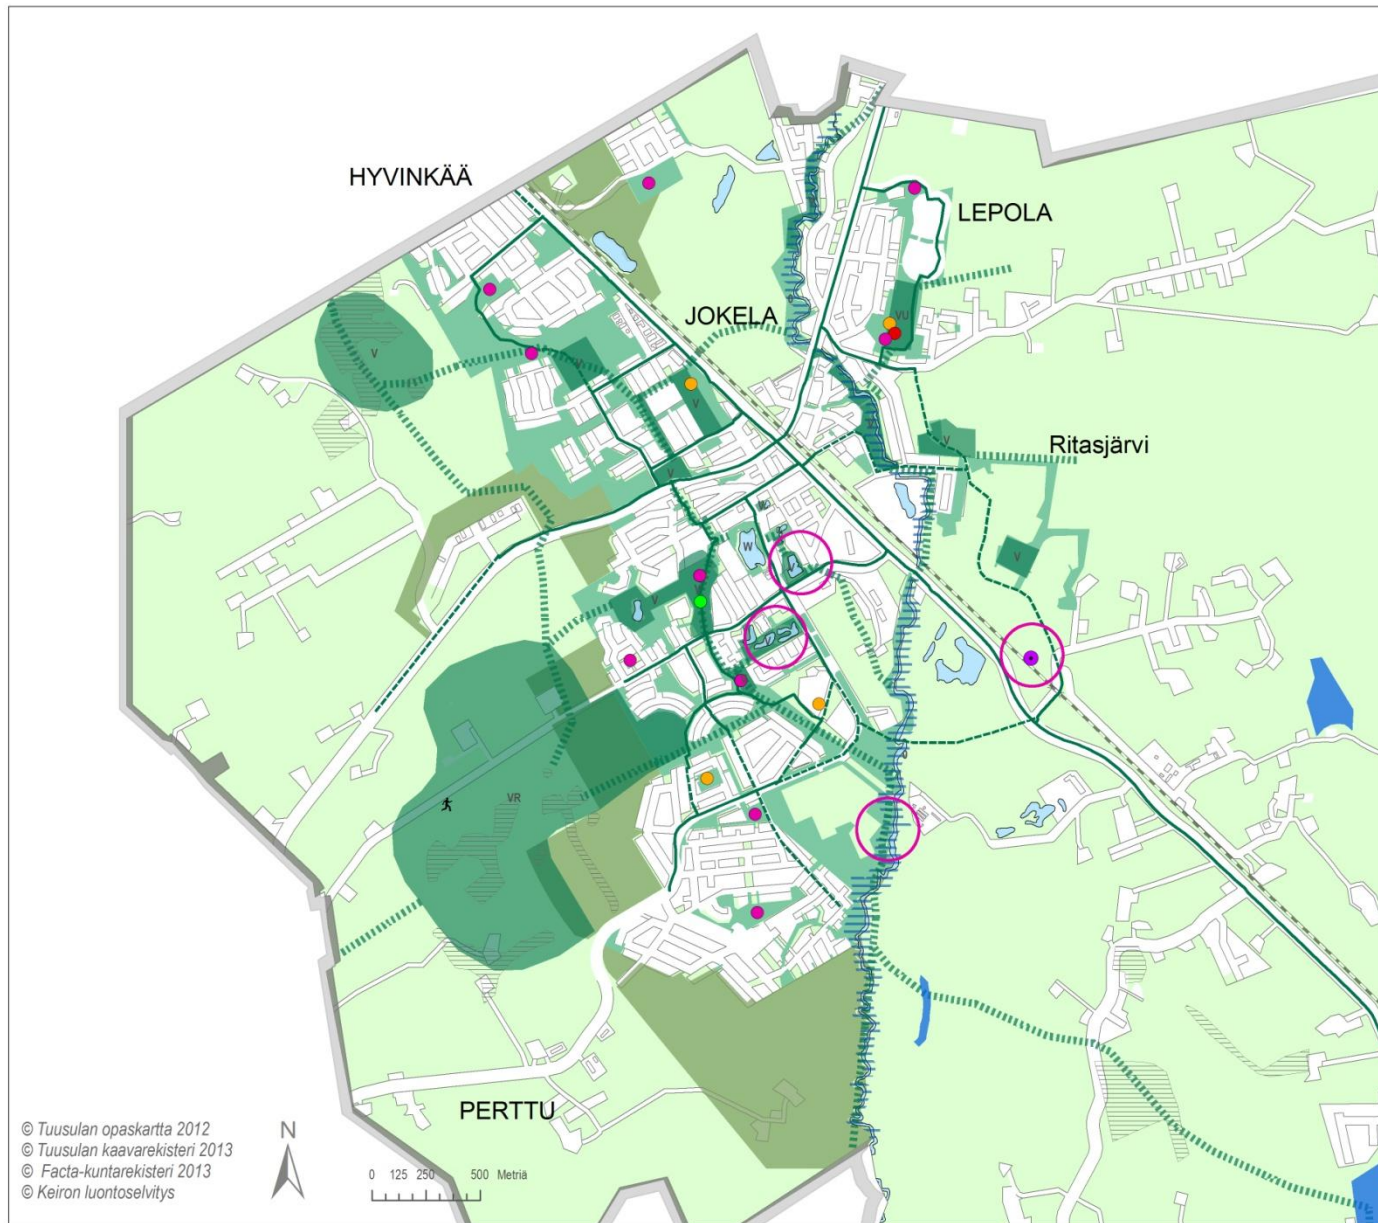 HYVINKÄÄ
LEPOLA
JOKELA
VU
V
V
V
V
Ritasjärvi
V
V
W
V
VR
PERTTU
© Tuusulan opaskartta 2012
© Tuusulan kaavarekisteri 2013
© Facta-kuntarekisteri 2013
© Keiron luontoselvitys
N
0 125 250 500 Metriä